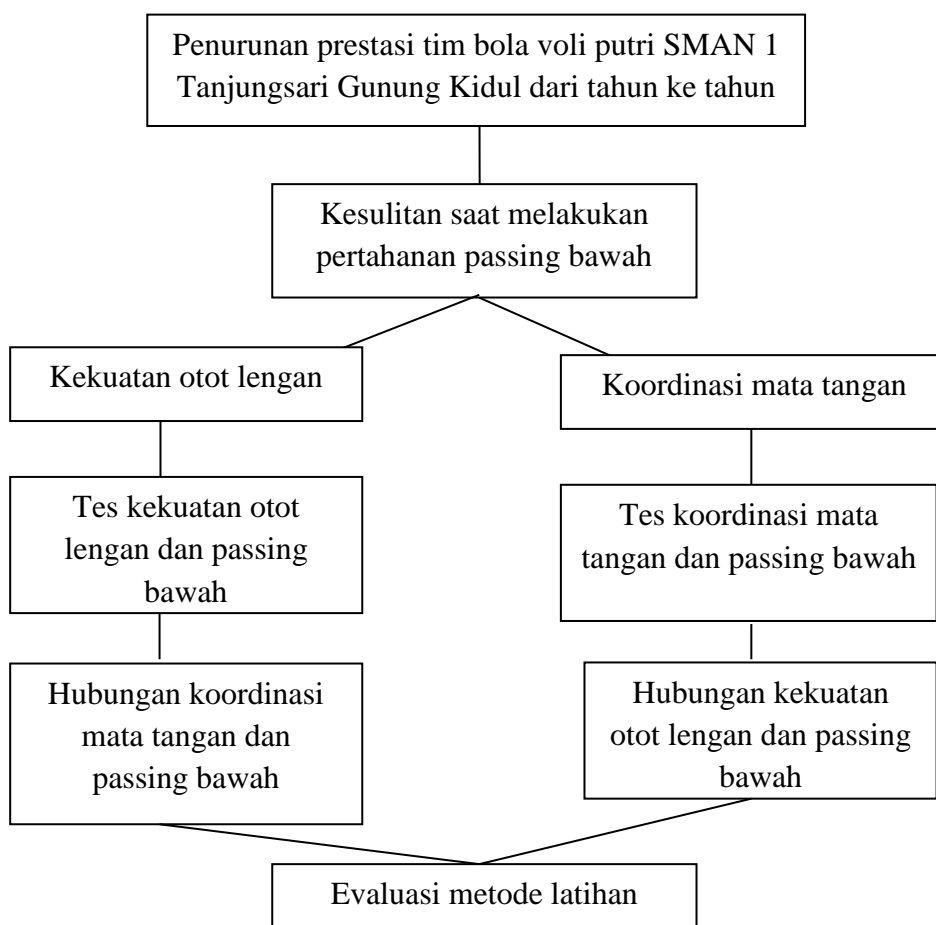 Penurunan prestasi tim bola voli putri SMAN 1
Tanjungsari Gunung Kidul dari tahun ke tahun
Kesulitan saat melakukan
pertahanan passing bawah
Kekuatan otot lengan
Koordinasi mata tangan
Tes kekuatan otot
lengan dan passing
bawah
Tes koordinasi mata
tangan dan passing bawah
Hubungan koordinasi
mata tangan dan
passing bawah
Hubungan kekuatan
otot lengan dan passing
bawah
Evaluasi metode latihan